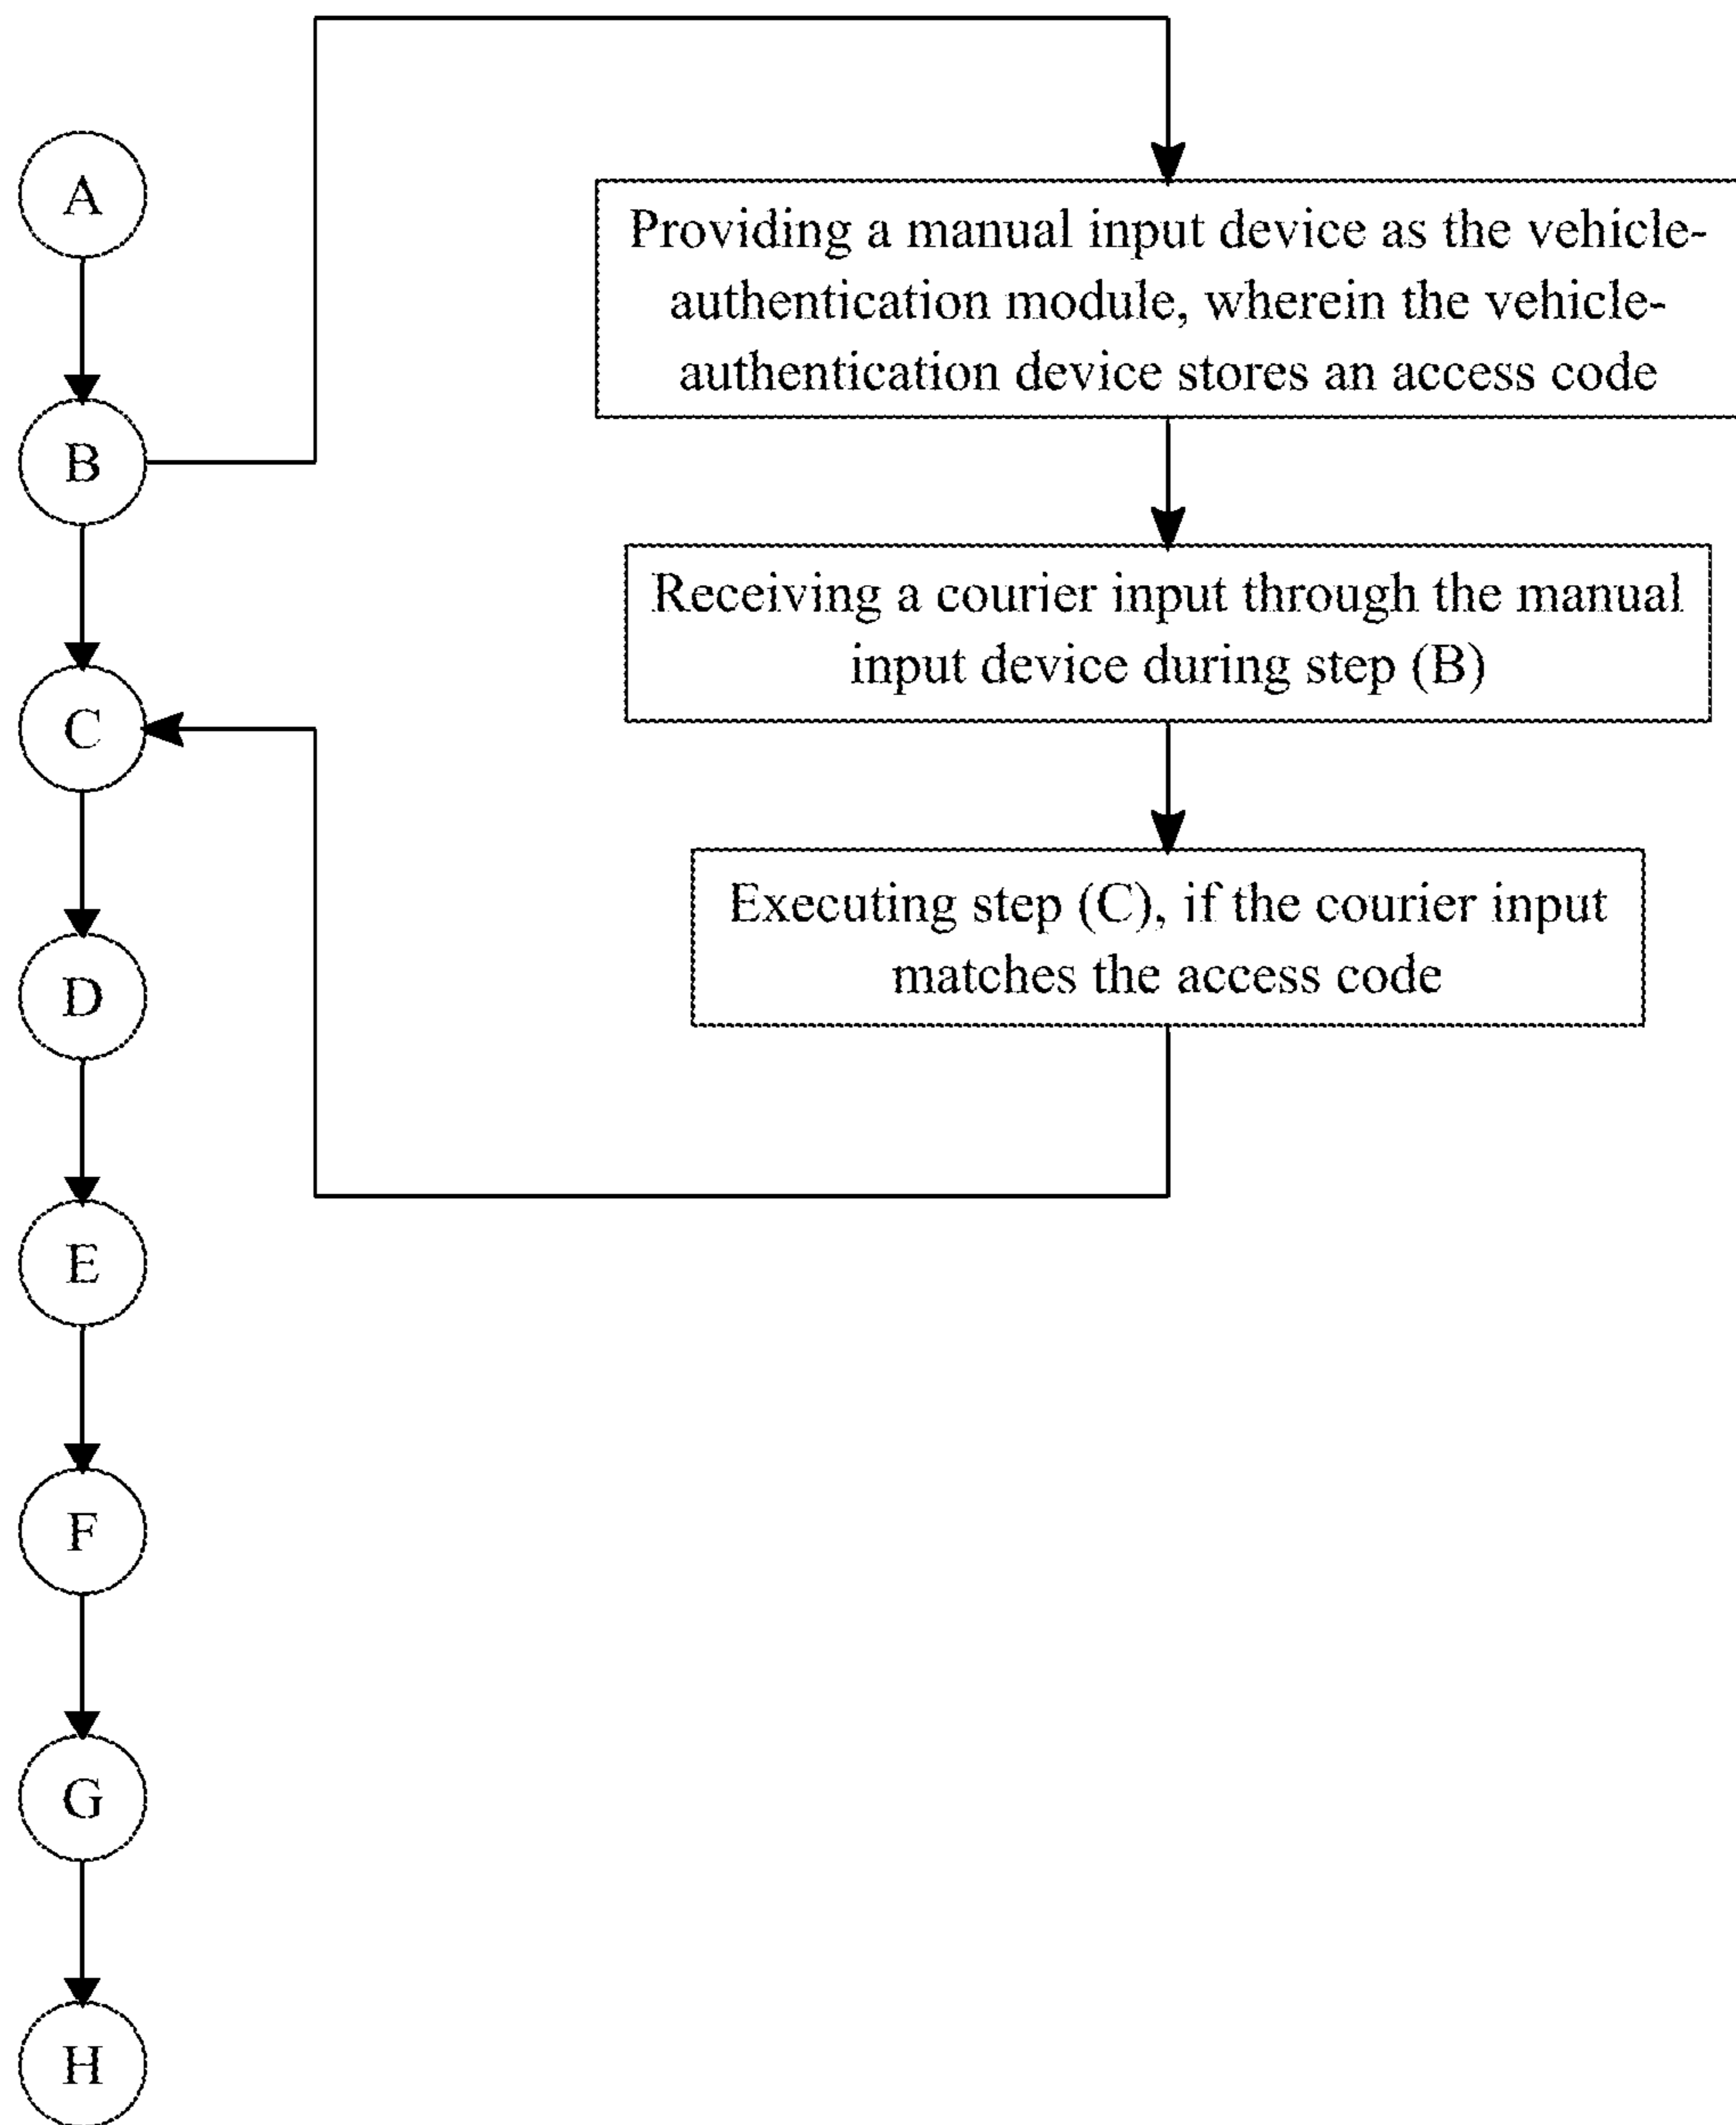 A
B
C
D
E
F
G
H
Providing a manual input device as the vehicle-
authentication module, wherein the vehicle-
authentication device stores an access code
Receiving a courier input through the manual
input device during step (B)
Executing step (C), if the courier input
matches the access code